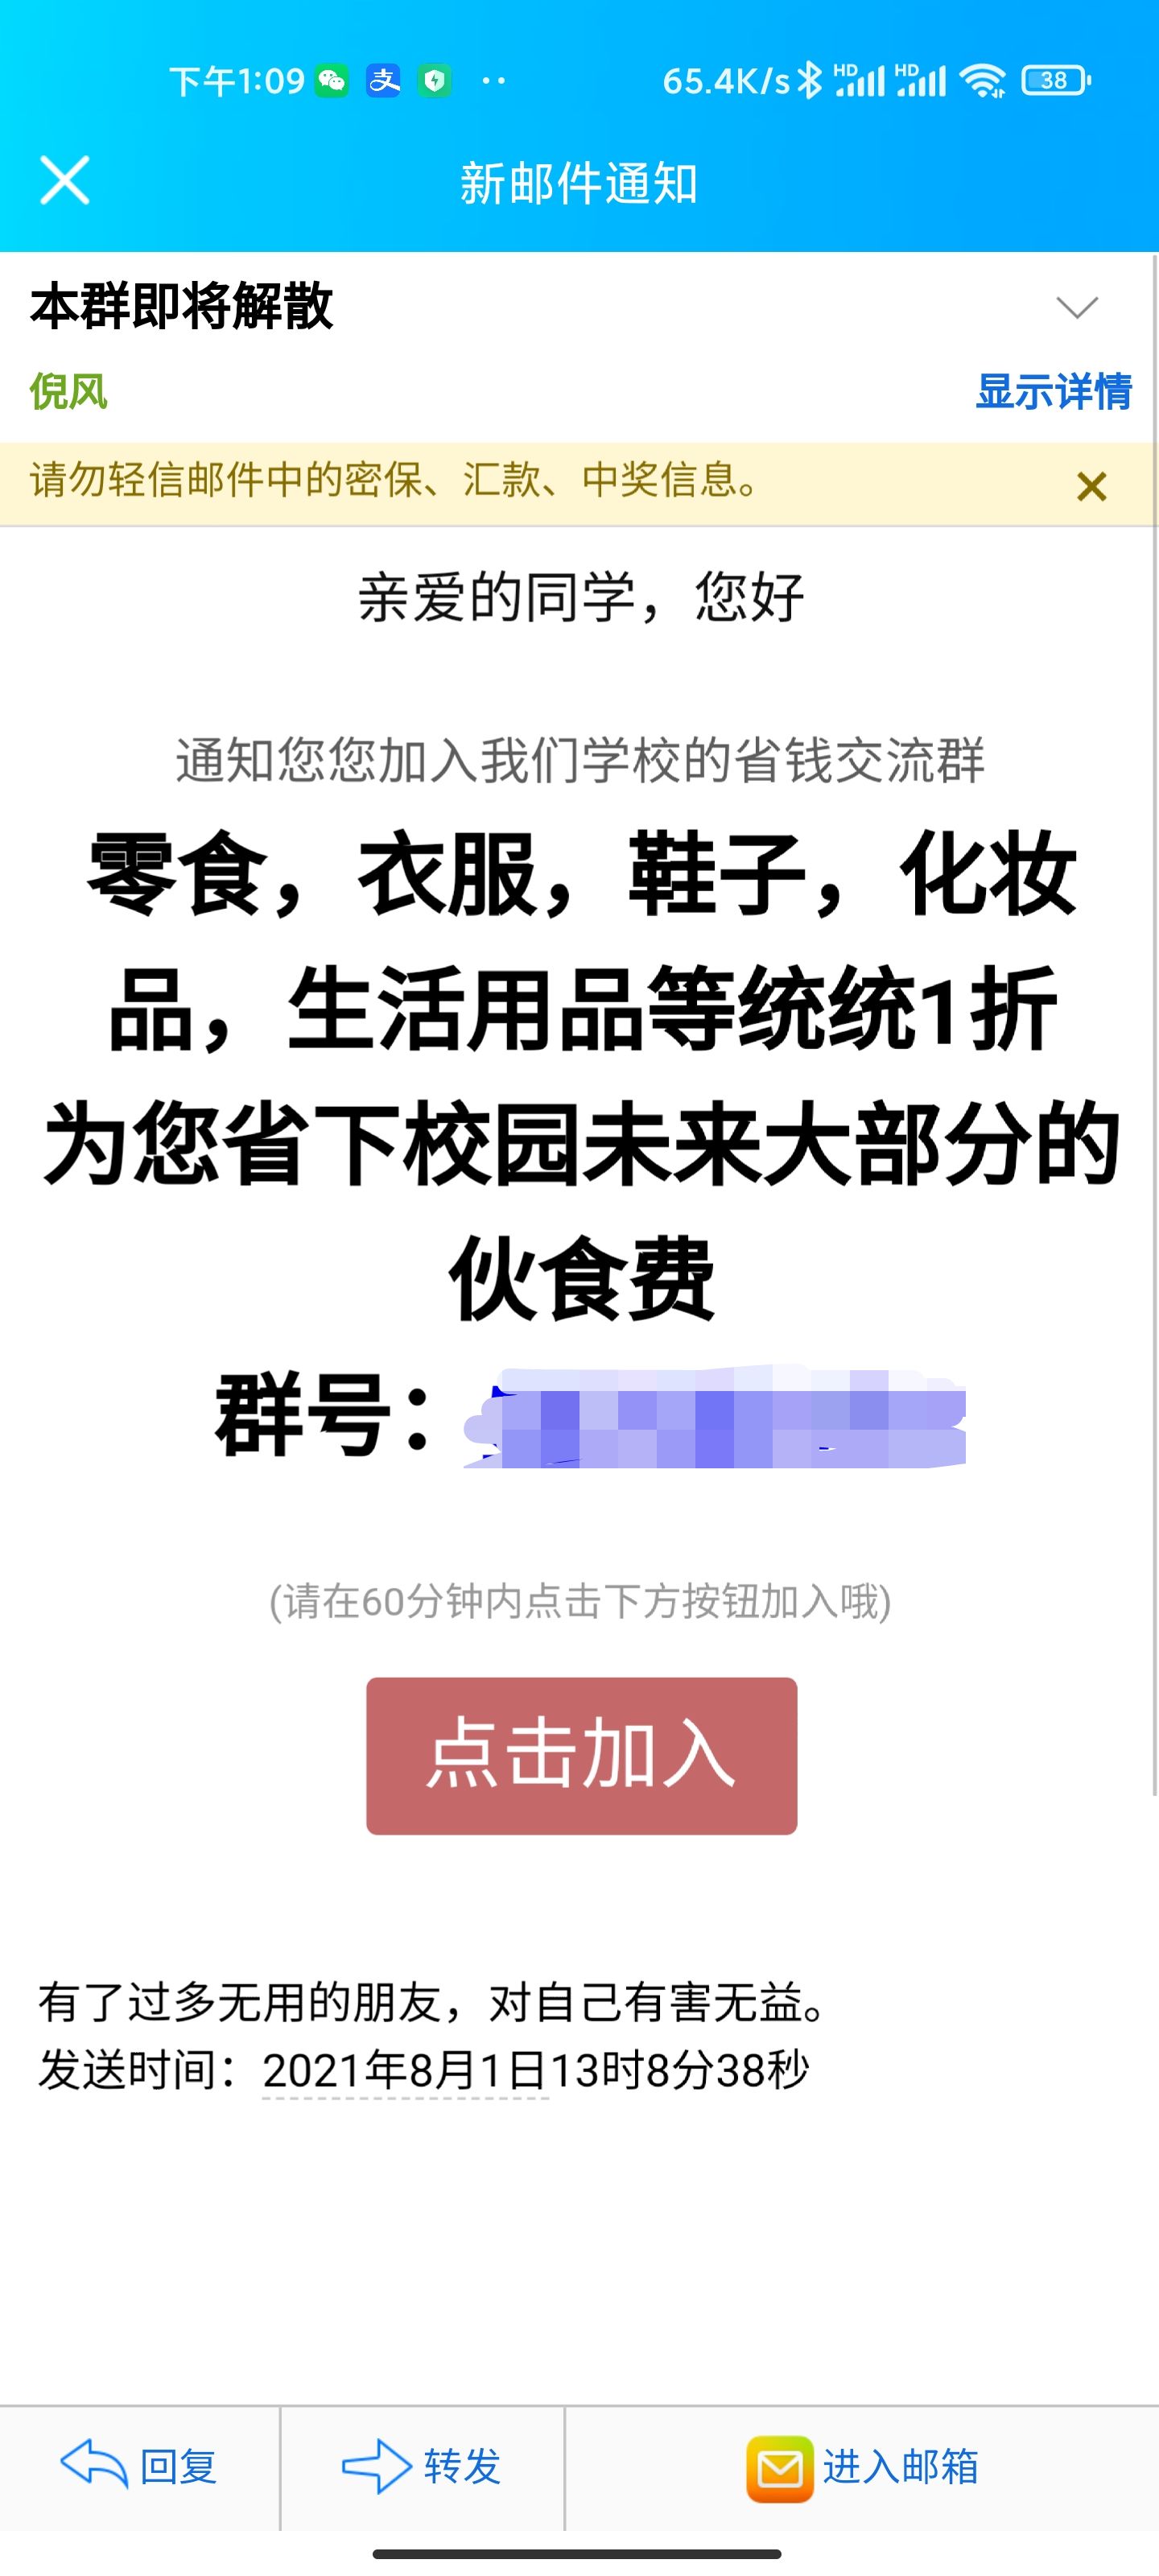 下午1:09
65.4K/s
HD
HD
38
新邮件通知
本群即将解散
倪风
显示详情
请勿轻信邮件中的密保、汇款、中奖信息。
亲爱的同学，您好
通知您您加入我们学校的省钱交流群
零食，衣服，鞋子，化妆
品，生活用品等统统1折
为您省下校园未来大部分的
伙食费
群号：
(请在60分钟内点击下方按钮加入哦)
点击加入
有了过多无用的朋友，对自己有害无益。
发送时间：2021年8月1日13时8分38秒
回复
转发
进入邮箱